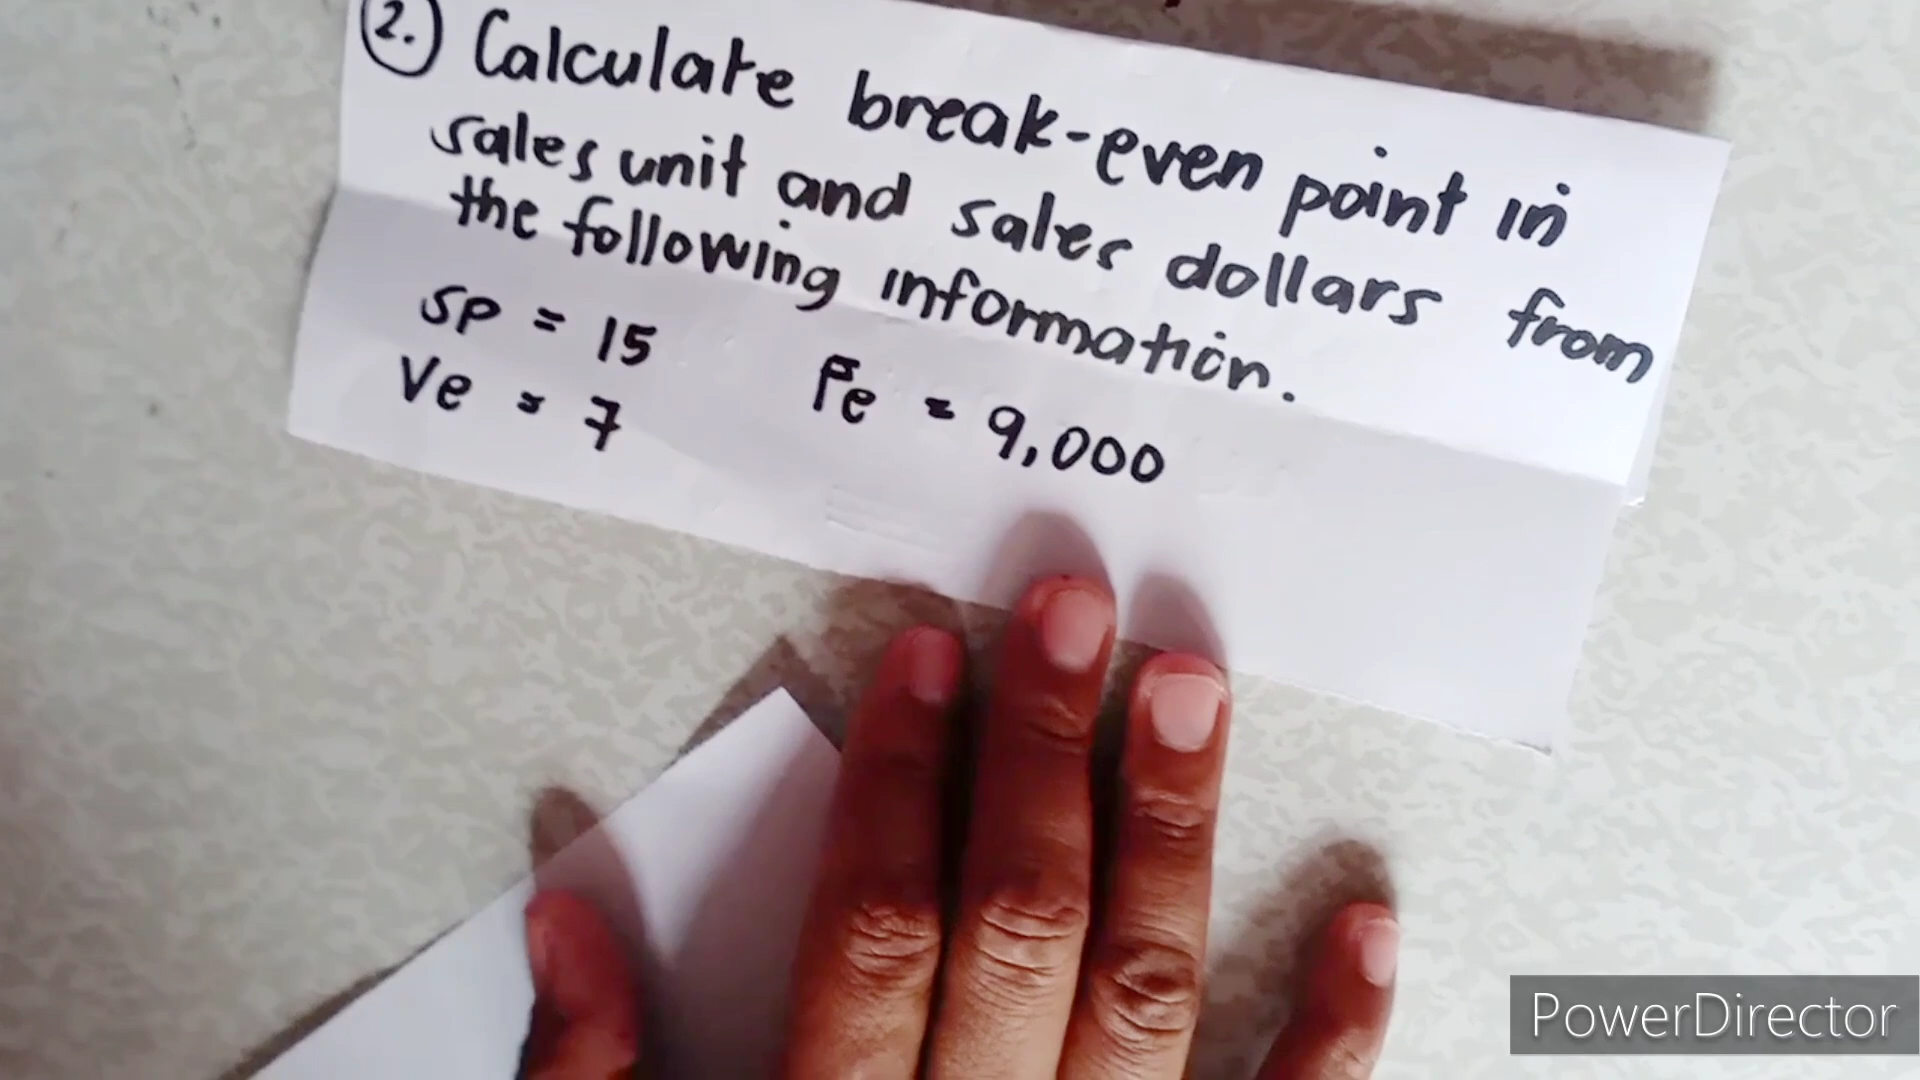 2. Calculate break-even point in
sales unit and sales dollars from
the following information.
SP = 15
Ve = 7
Fe = 9,000
PowerDirector